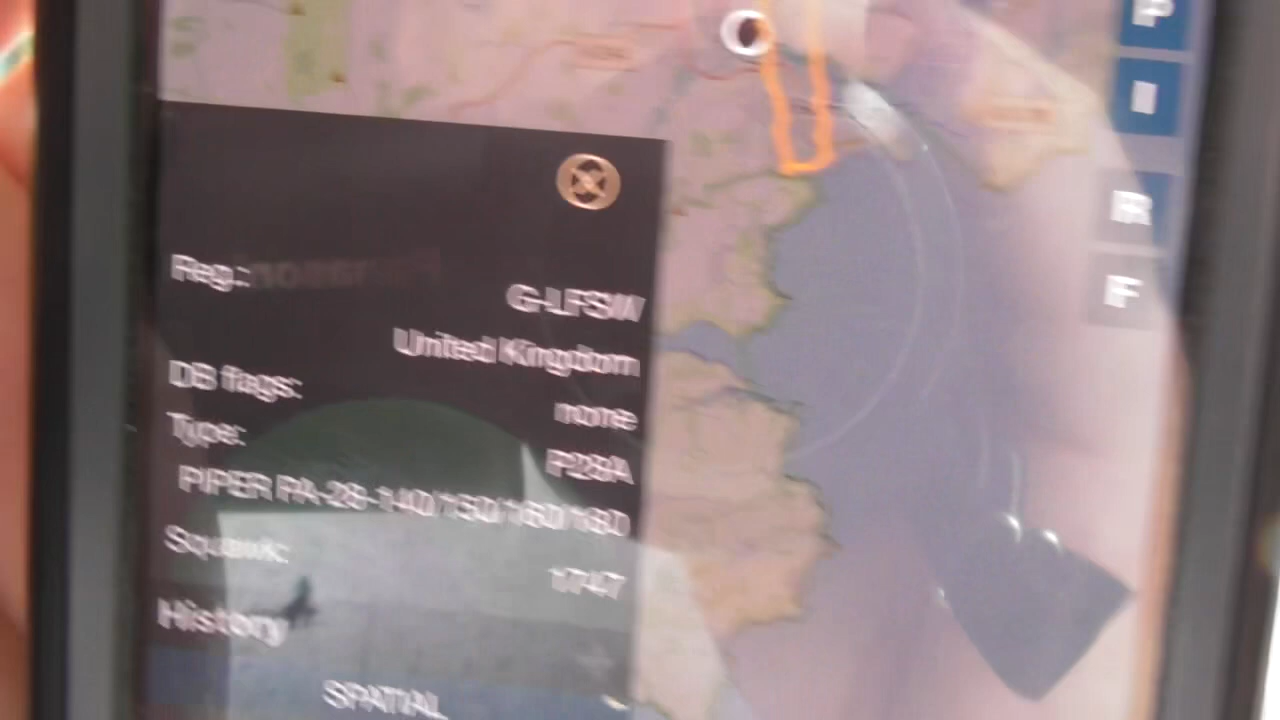 P
I
R
F
Reg.:
G-LFSW
United Kingdom
DB flags:
none
Type:
P28A
PIPER PA-28-140/150/160/180
Squawk:
1747
History
SPATIAL